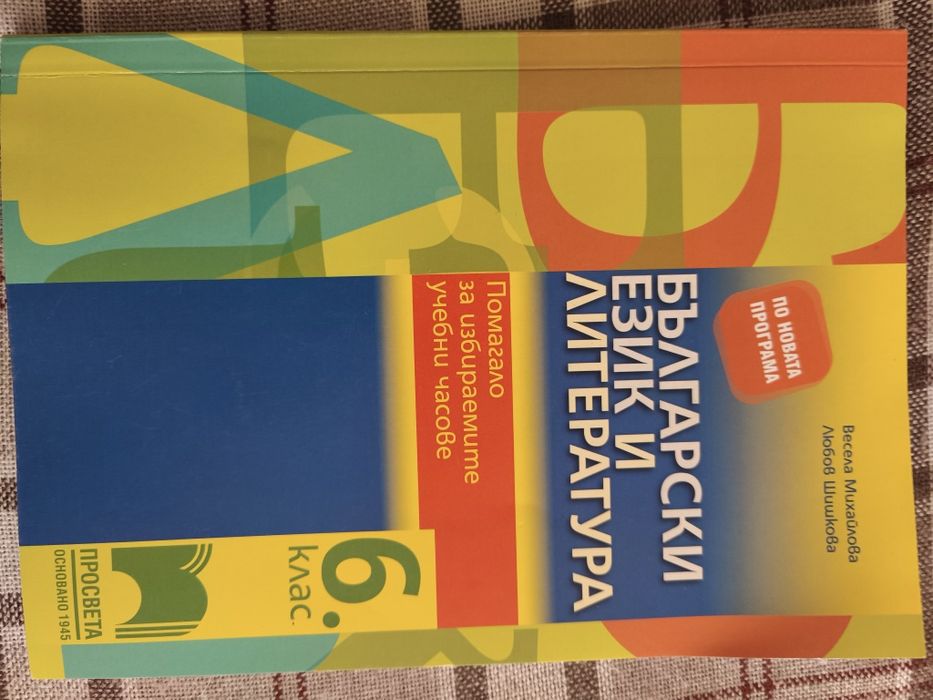 Весела Михайлова
Любов Шишкова
ПО НОВАТА
ПРОГРАМА
БЪЛГАРСКИ
ЕЗИК И
ЛИТЕРАТУРА
Помагало
за избираемите
учебни часове
6.
клас.
ПРОСВЕТА
ОСНОВАНО 1945